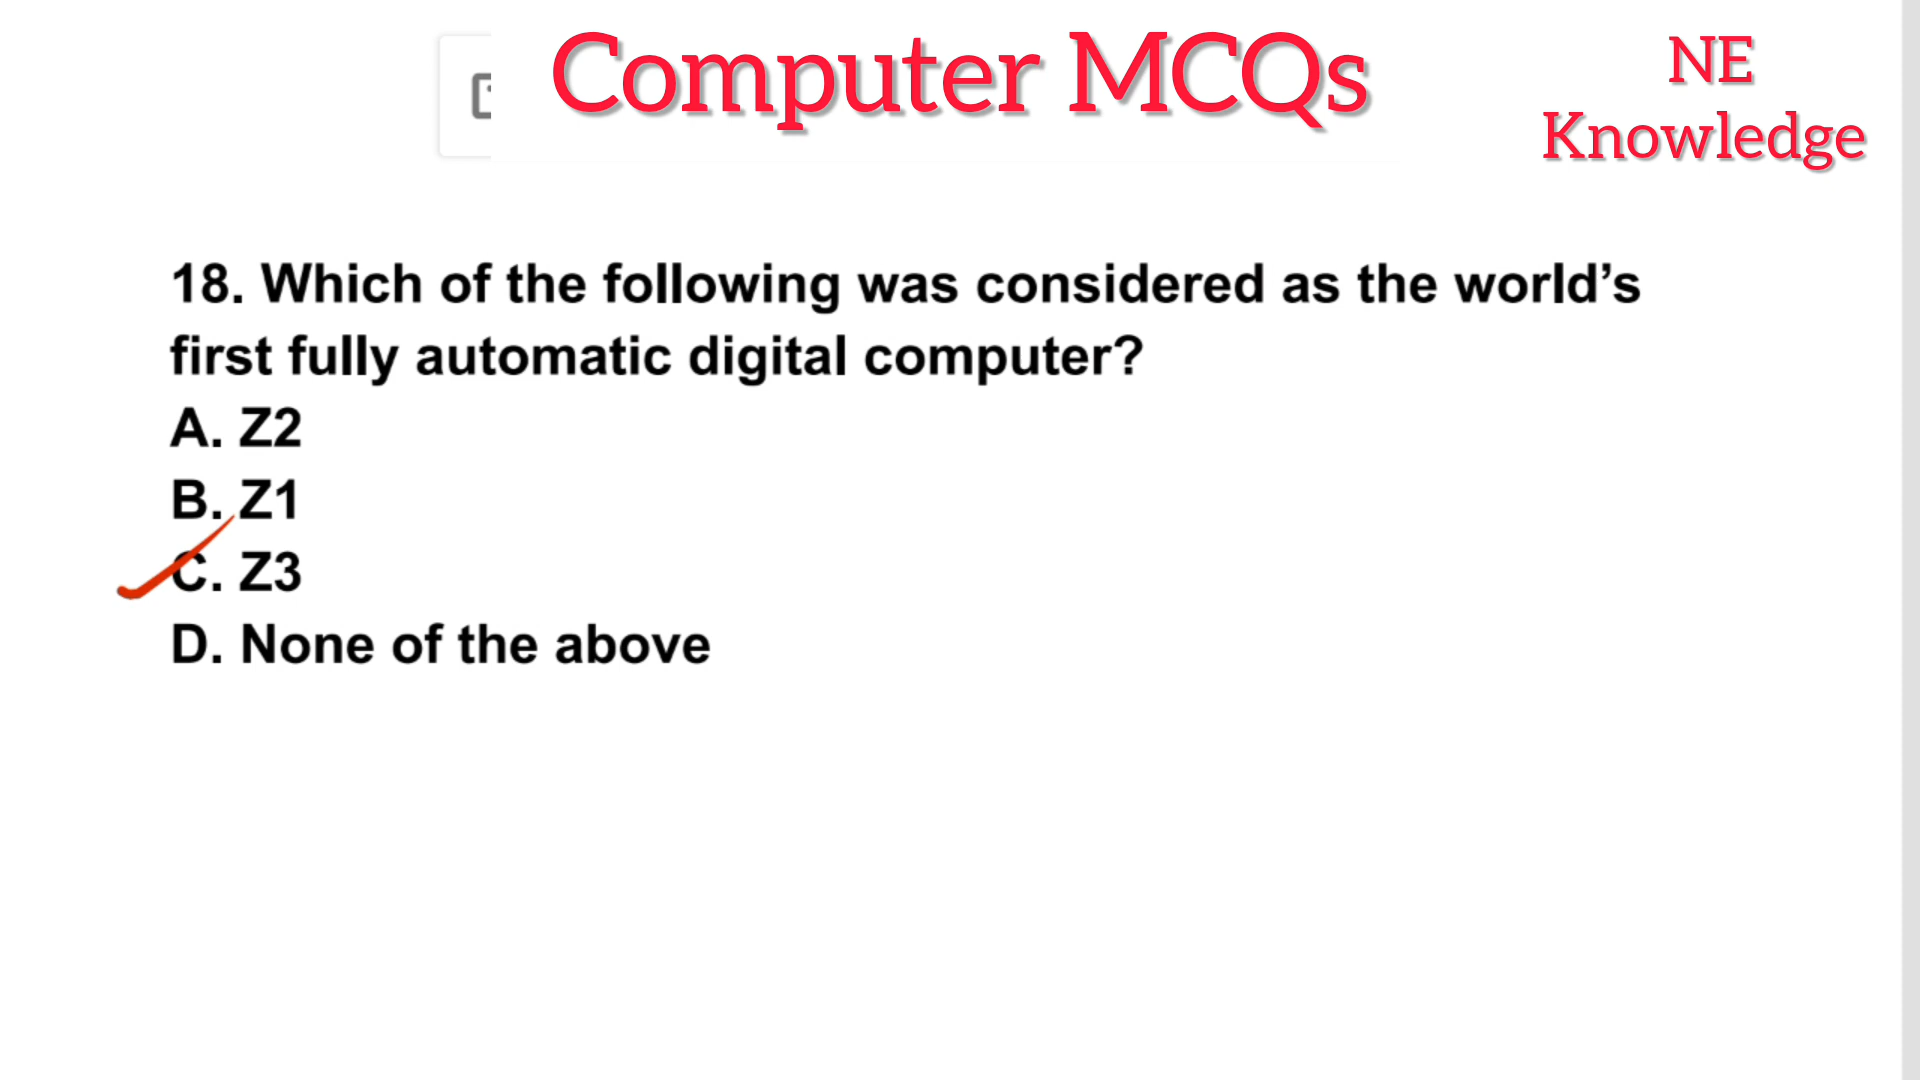 Computer MCQs
NE
Knowledge
18. Which of the following was considered as the world’s
first fully automatic digital computer?
A. Z2
B. Z1
C. Z3
D. None of the above